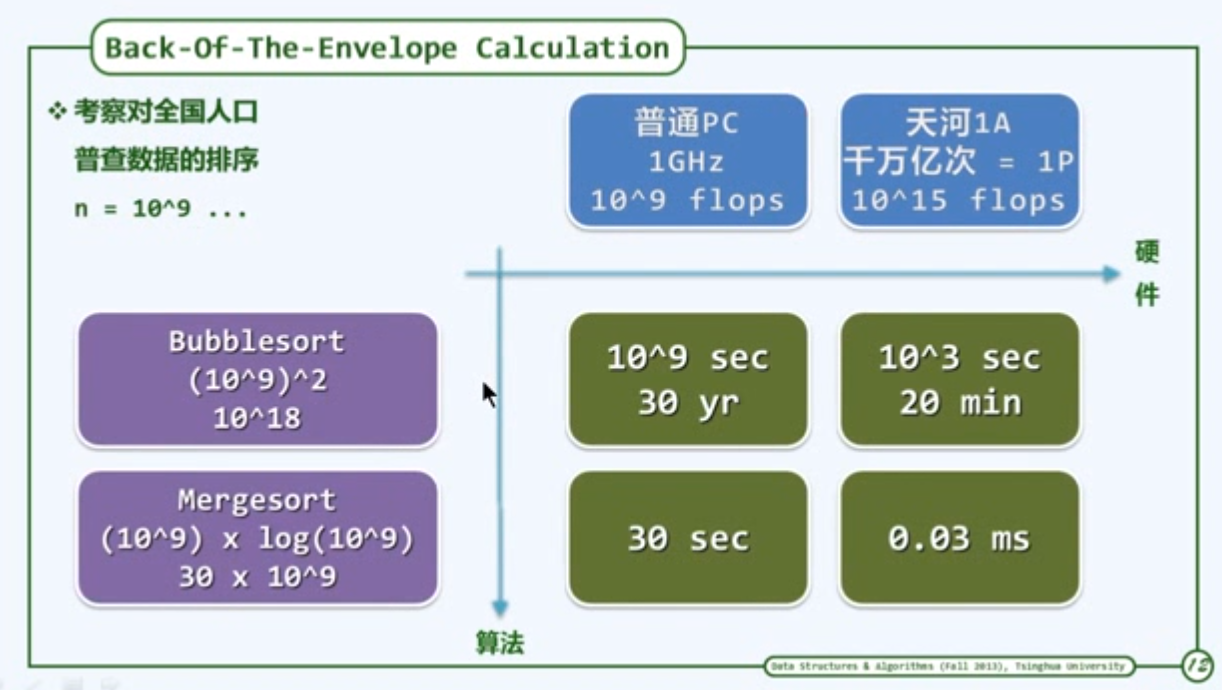 Back-Of-The-Envelope Calculation
❖ 考察对全国人口
普查数据的排序
n = 10^9 ...
普通PC
1GHz
10^9 flops
天河1A
千万亿次 = 1P
10^15 flops
硬
件
Bubblesort
(10^9)^2
10^18
10^9 sec
30 yr
10^3 sec
20 min
Mergesort
(10^9) x log(10^9)
30 x 10^9
30 sec
0.03 ms
算法
Data Structures & Algorithms (Fall 2013), Tsinghua University
12